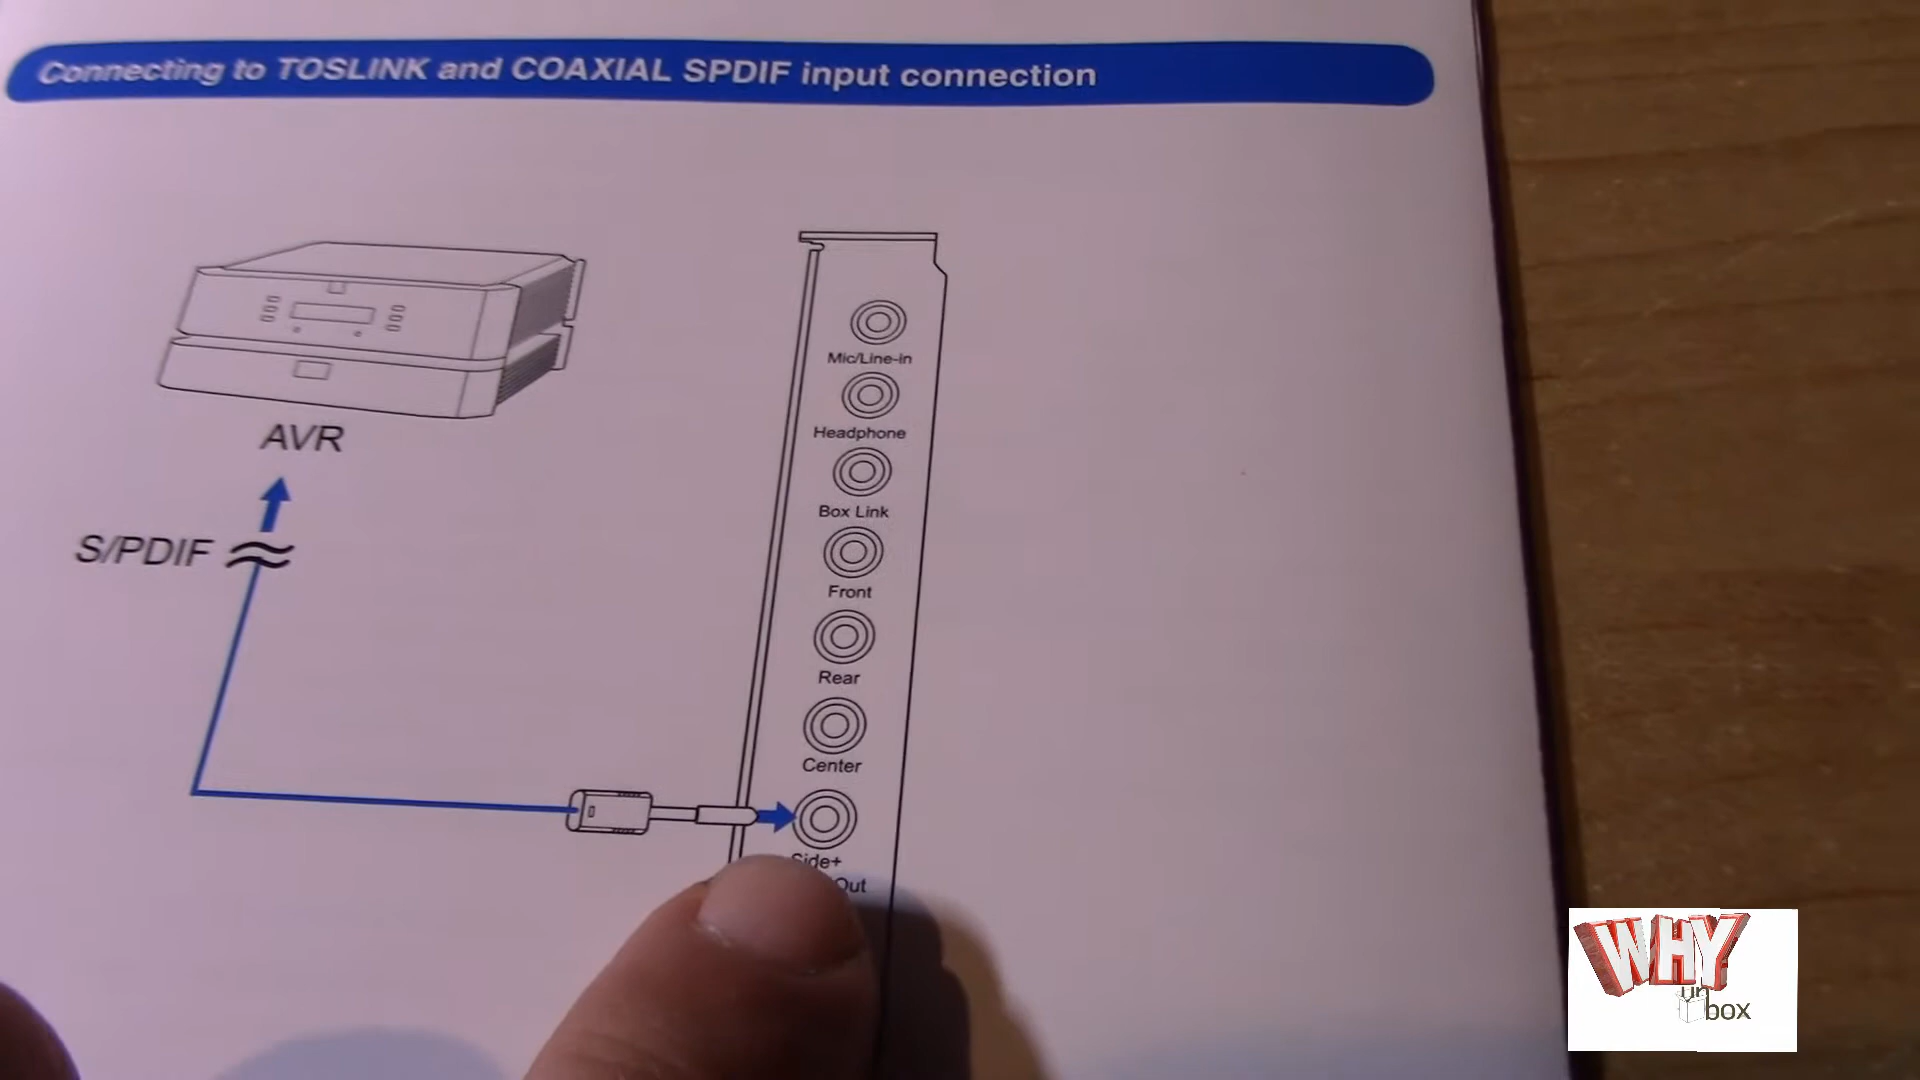 Connecting to TOSLINK and COAXIAL SPDIF input connection
Mic/Line-in
Headphone
Box Link
Front
Rear
Center
Side+
Out
AVR
S/PDIF
WHY
un
box